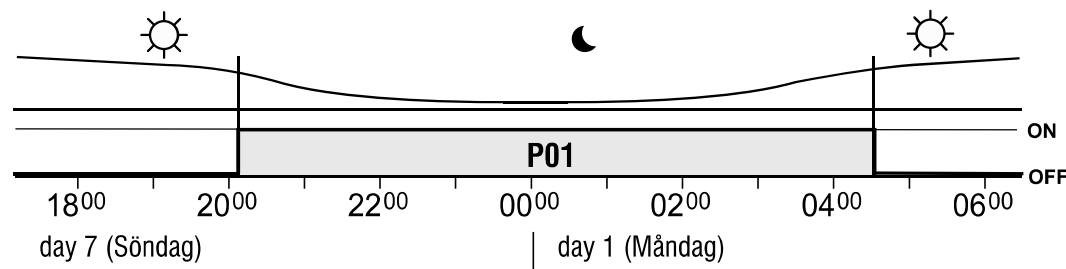 ON
P01
OFF
18⁰⁰ 20⁰⁰ 22⁰⁰ 00⁰⁰ 02⁰⁰ 04⁰⁰ 06⁰⁰
day 7 (Söndag) day 1 (Måndag)